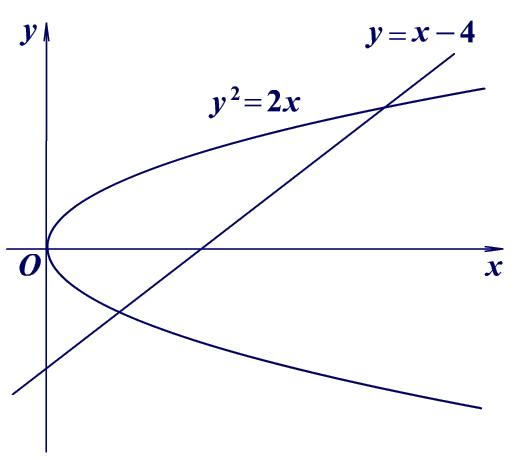 y
y = x − 4
y² = 2x
O
x